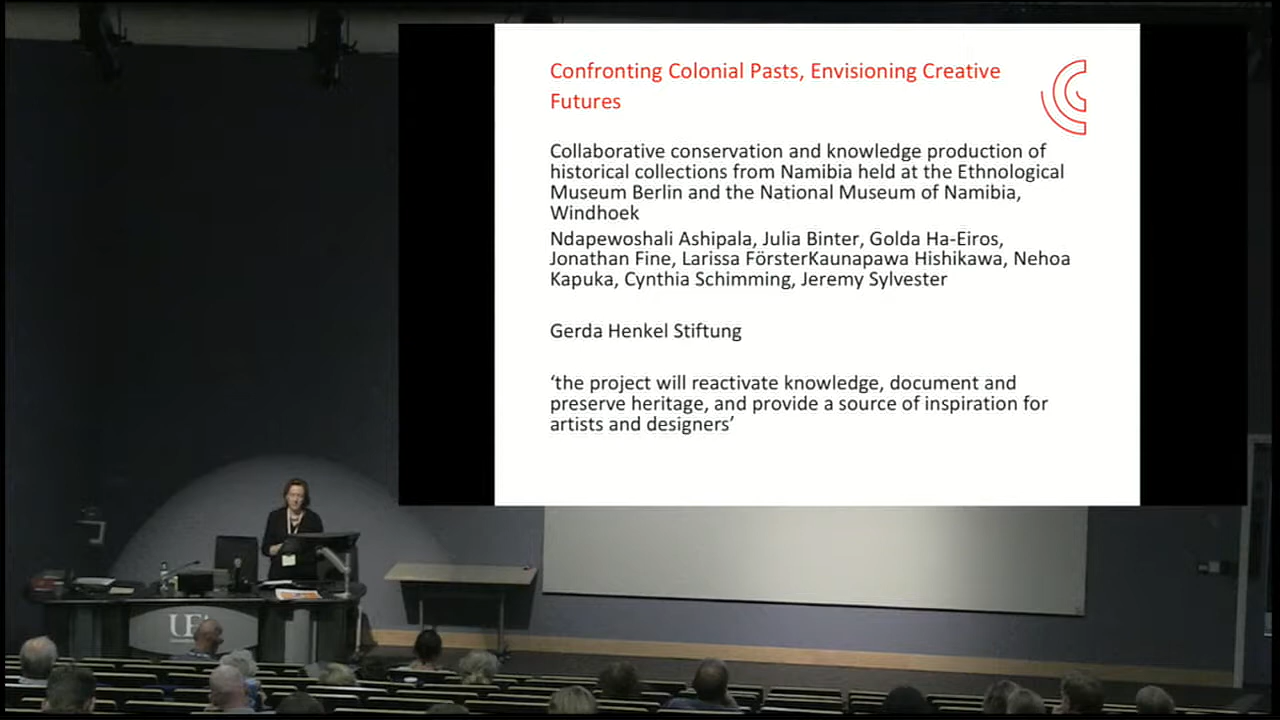 Confronting Colonial Pasts, Envisioning Creative
Futures
Collaborative conservation and knowledge production of
historical collections from Namibia held at the Ethnological
Museum Berlin and the National Museum of Namibia,
Windhoek
Ndapewoshali Ashipala, Julia Binter, Golda Ha-Eiros,
Jonathan Fine, Larissa FörsterKaunapawa Hishikawa, Nehoa
Kapuka, Cynthia Schimming, Jeremy Sylvester
Gerda Henkel Stiftung
‘the project will reactivate knowledge, document and
preserve heritage, and provide a source of inspiration for
artists and designers’